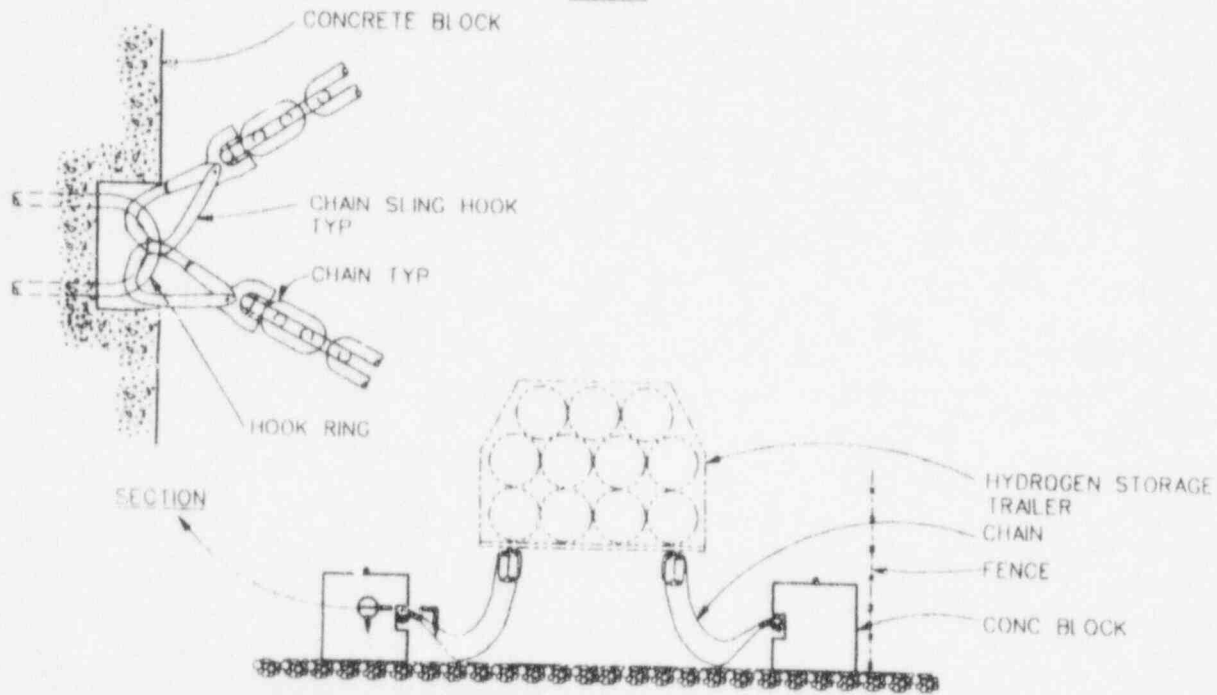 CONCRETE BLOCK
CHAIN SLING HOOK
TYP
CHAIN TYP
HOOK RING
SECTION
HYDROGEN STORAGE
TRAILER
CHAIN
FENCE
CONC BLOCK